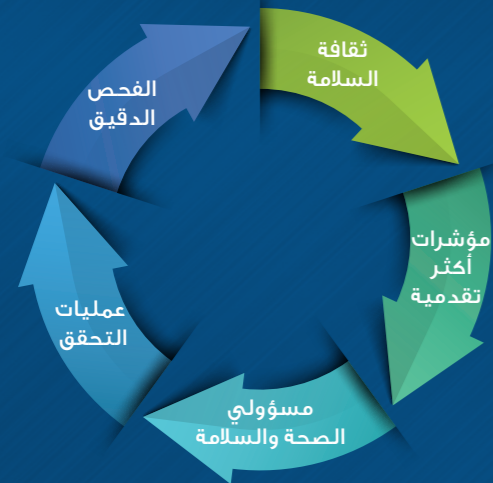 ثقافة
السلامة
مؤشرات
أكثر
تقدمية
مسؤولي
الصحة والسلامة
عمليات
التحقق
الفحص
الدقيق